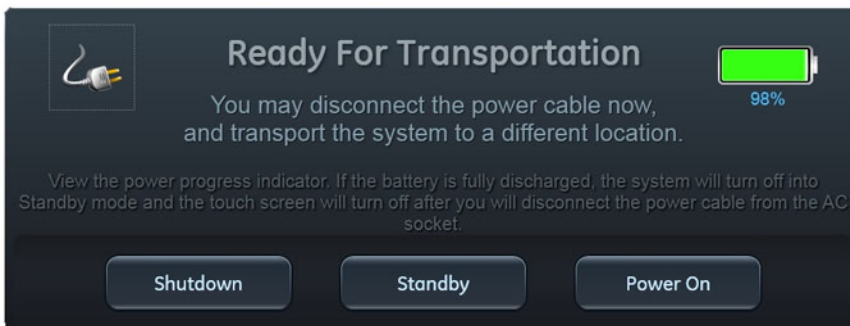 Ready For Transportation
98%
You may disconnect the power cable now,
and transport the system to a different location.
View the power progress indicator. If the battery is fully discharged, the system will turn off into
Standby mode and the touch screen will turn off after you will disconnect the power cable from the AC
socket.
Shutdown
Standby
Power On